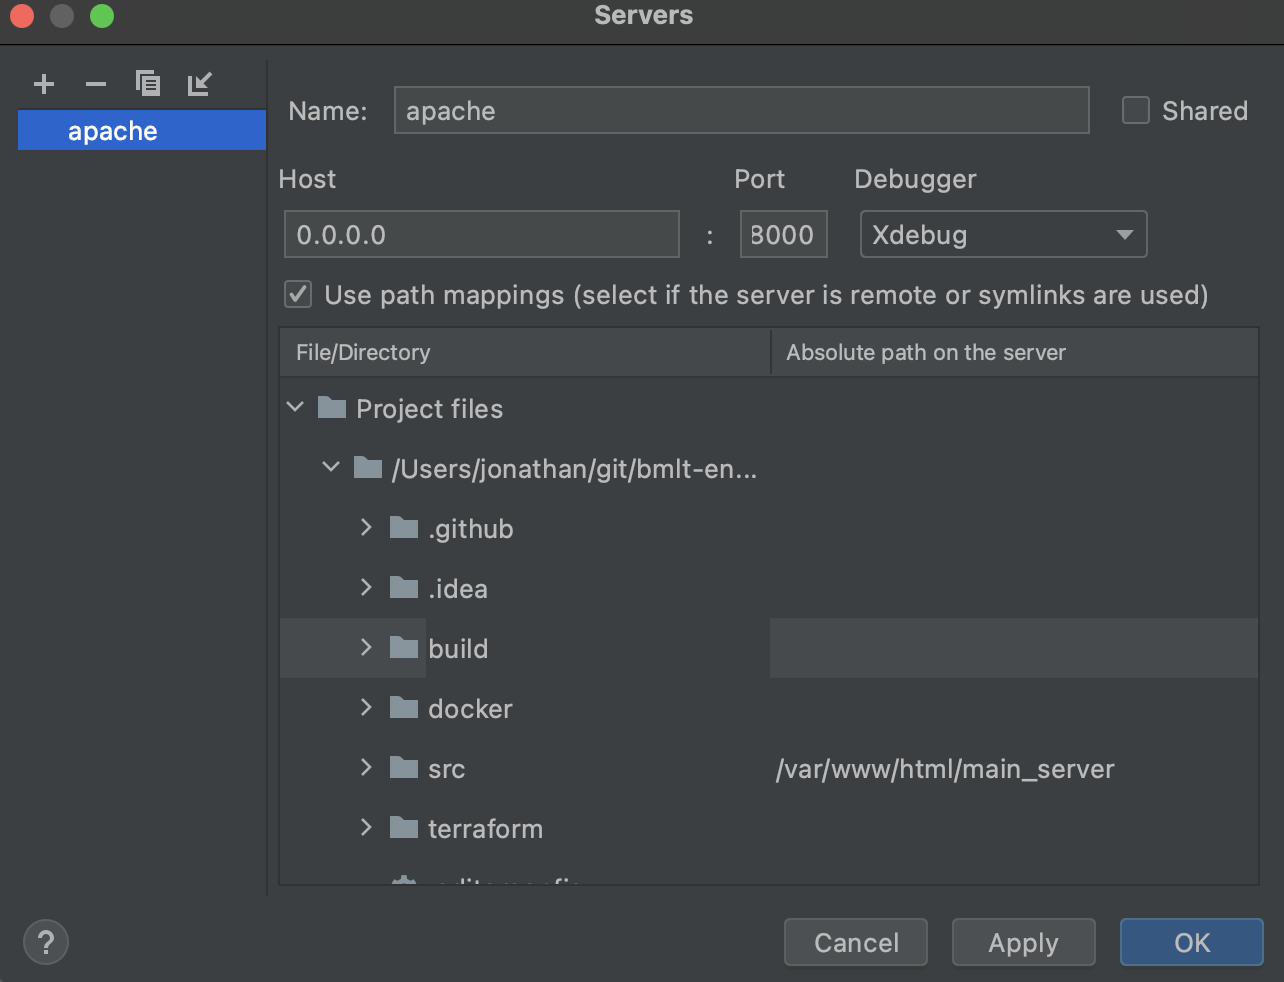 Servers
apache
Name:
apache
Shared
Host
Port
Debugger
0.0.0.0
:
8000
Xdebug
Use path mappings (select if the server is remote or symlinks are used)
File/Directory
Absolute path on the server
Project files
/Users/jonathan/git/bmlt-en...
.github
.idea
build
docker
src
/var/www/html/main_server
terraform
?
Cancel
Apply
OK